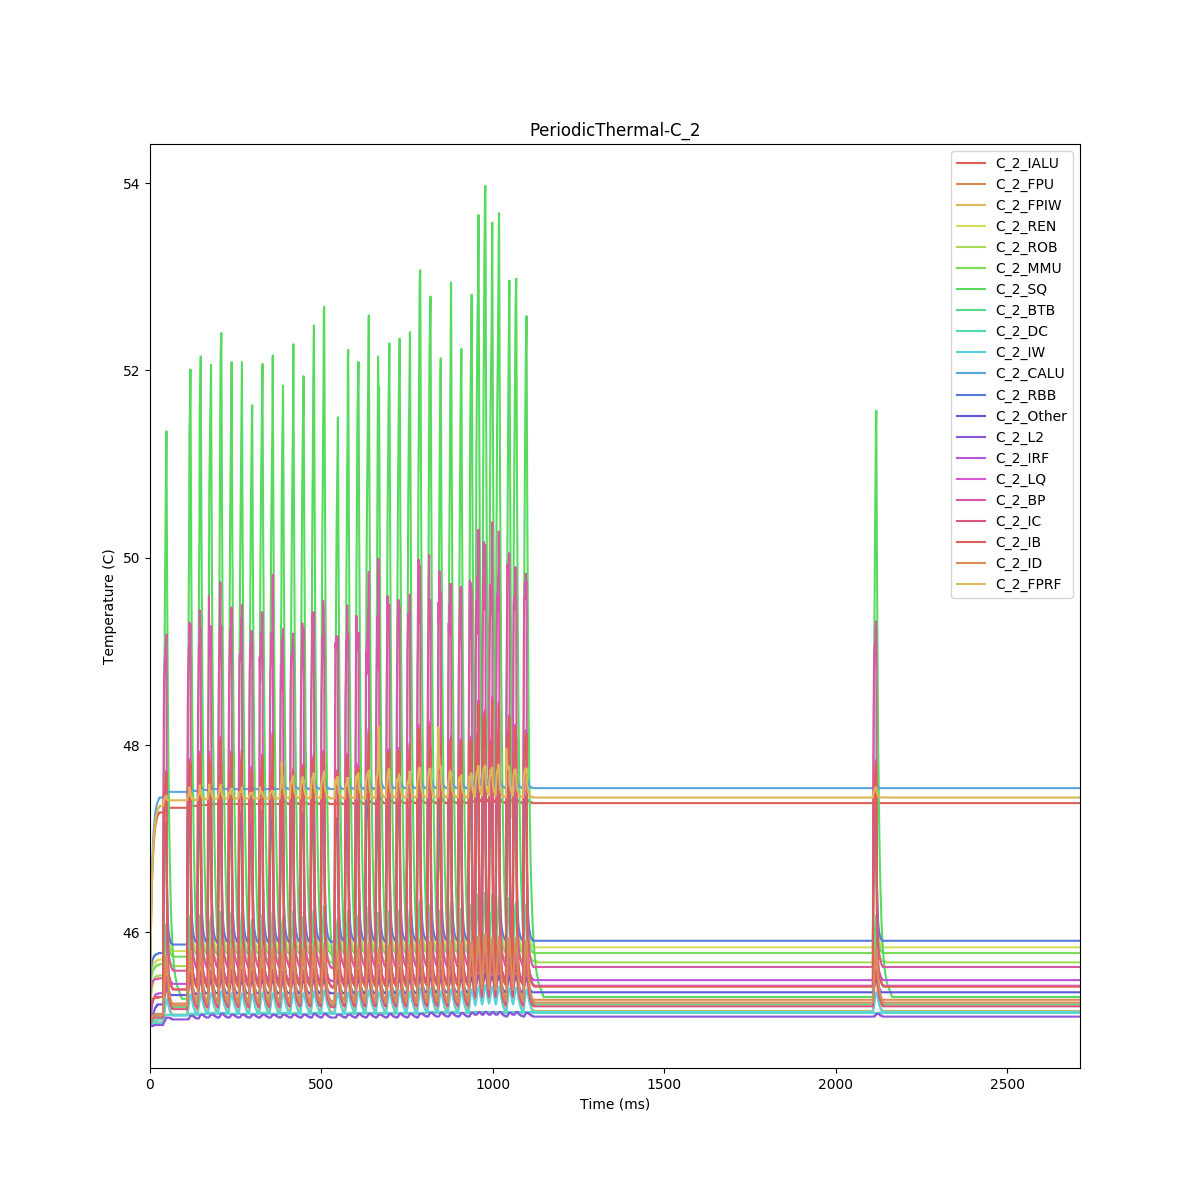 PeriodicThermal-C_2
54
52
50
48
46
Temperature (C)
0
500
1000
1500
2000
2500
Time (ms)
C_2_IALU
C_2_FPU
C_2_FPIW
C_2_REN
C_2_ROB
C_2_MMU
C_2_SQ
C_2_BTB
C_2_DC
C_2_IW
C_2_CALU
C_2_RBB
C_2_Other
C_2_L2
C_2_IRF
C_2_LQ
C_2_BP
C_2_IC
C_2_IB
C_2_ID
C_2_FPRF